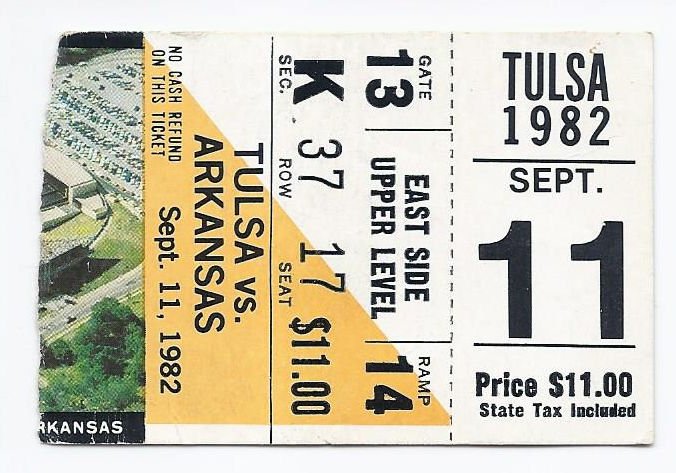 NO CASH REFUND
ON THIS TICKET
TULSA vs.
ARKANSAS
Sept. 11, 1982
SEC. ROW SEAT
K 37 17 $11.00
GATE
13
EAST SIDE
UPPER LEVEL
RAMP
14
TULSA
1982
SEPT.
11
Price $11.00
State Tax Included
RKANSAS